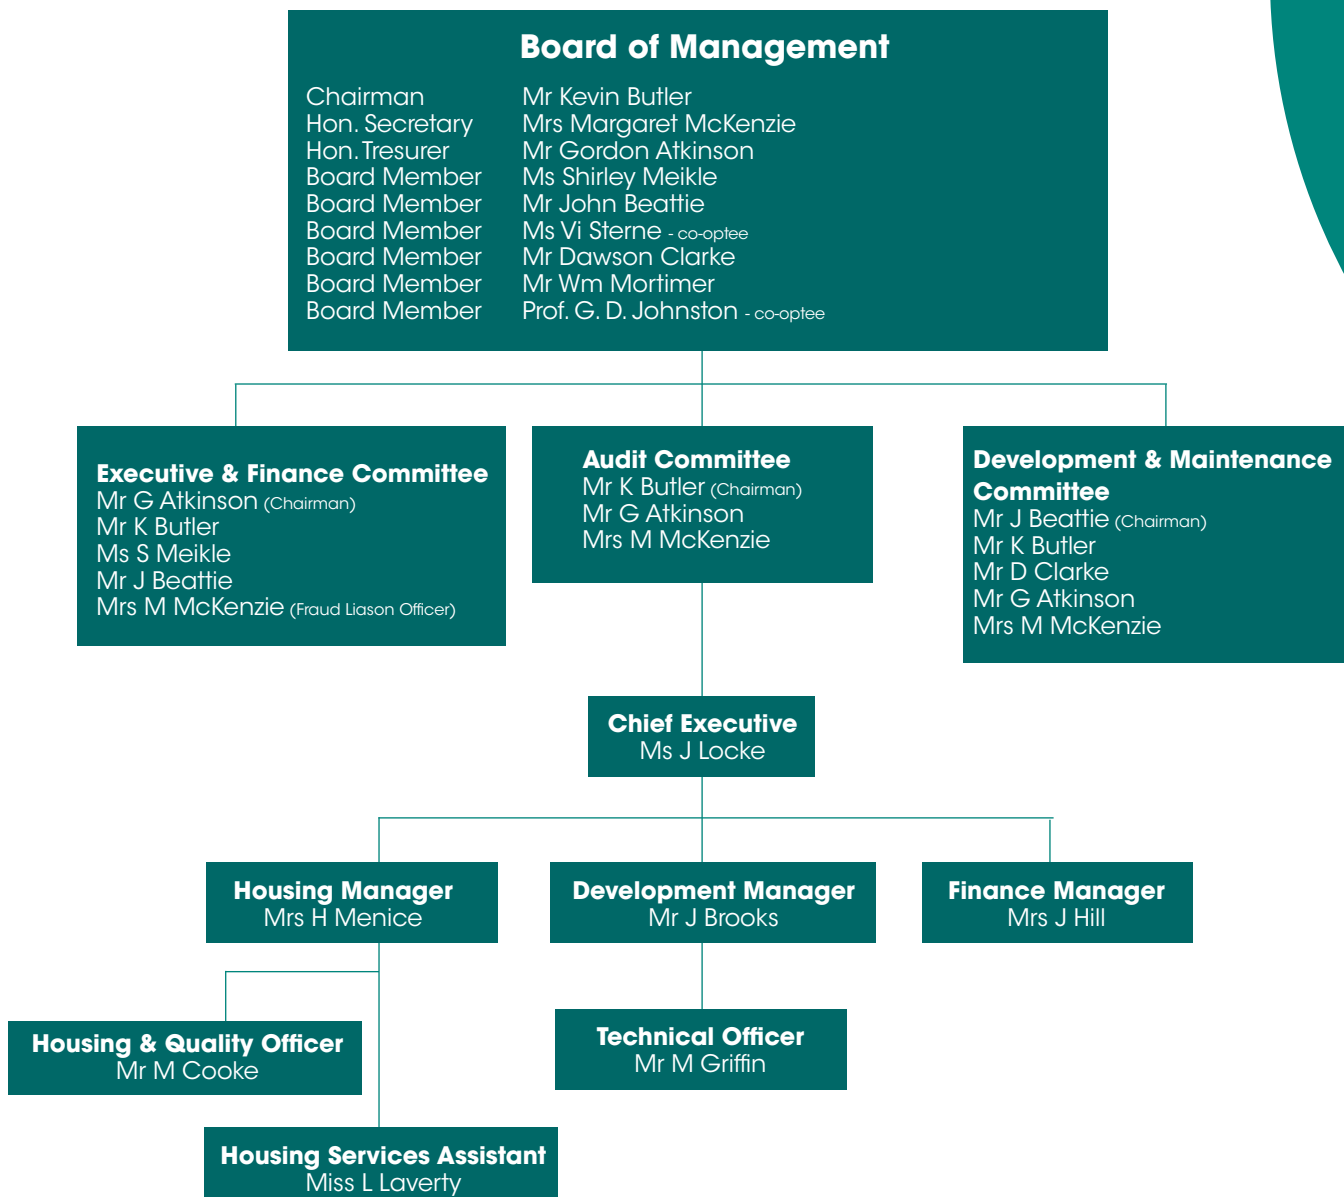 Board of Management
Chairman Mr Kevin Butler
Hon. Secretary Mrs Margaret McKenzie
Hon. Tresurer Mr Gordon Atkinson
Board Member Ms Shirley Meikle
Board Member Mr John Beattie
Board Member Ms Vi Sterne - co-optee
Board Member Mr Dawson Clarke
Board Member Mr Wm Mortimer
Board Member Prof. G. D. Johnston - co-optee
Executive & Finance Committee
Mr G Atkinson (Chairman)
Mr K Butler
Ms S Meikle
Mr J Beattie
Mrs M McKenzie (Fraud Liason Officer)
Audit Committee
Mr K Butler (Chairman)
Mr G Atkinson
Mrs M McKenzie
Development & Maintenance
Committee
Mr J Beattie (Chairman)
Mr K Butler
Mr D Clarke
Mr G Atkinson
Mrs M McKenzie
Chief Executive
Ms J Locke
Housing Manager
Mrs H Menice
Development Manager
Mr J Brooks
Finance Manager
Mrs J Hill
Housing & Quality Officer
Mr M Cooke
Technical Officer
Mr M Griffin
Housing Services Assistant
Miss L Laverty